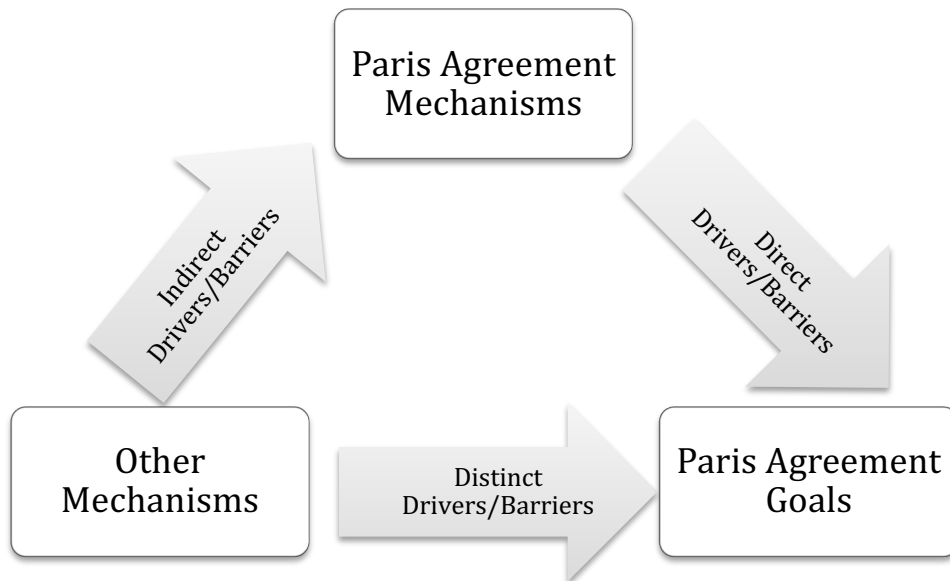 Paris Agreement
Mechanisms
Indirect
Drivers/Barriers
Direct
Drivers/Barriers
Other
Mechanisms
Distinct
Drivers/Barriers
Paris Agreement
Goals